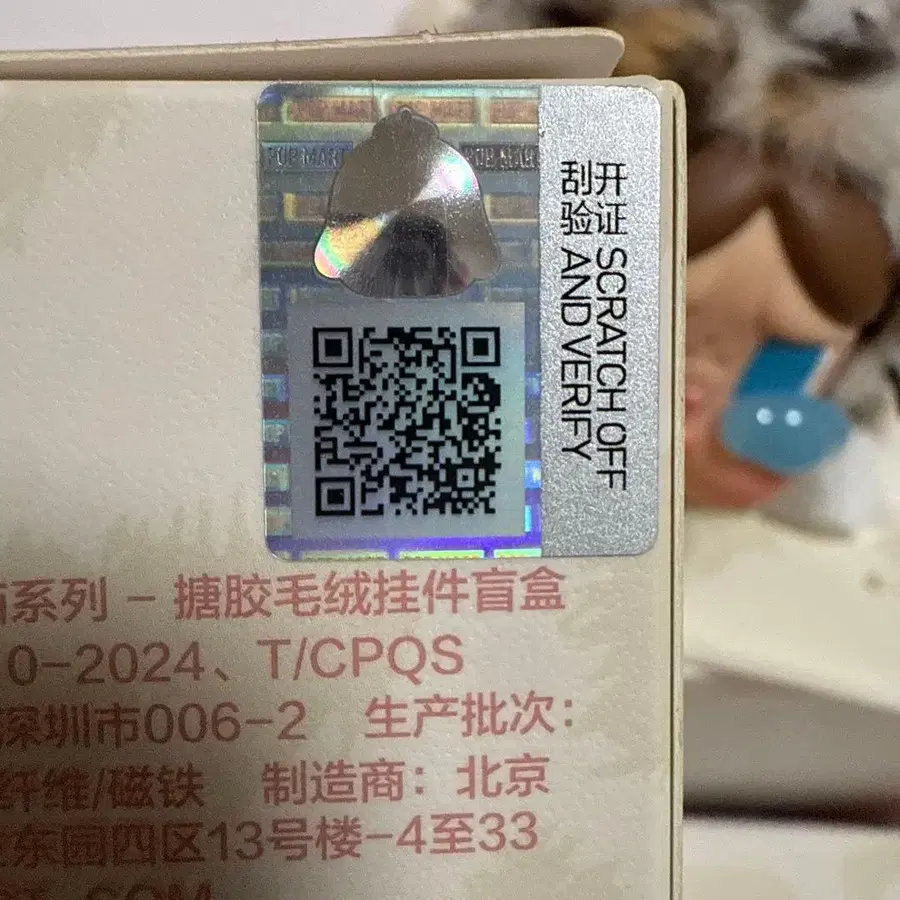 POP MART
刮开
验证
SCRATCH OFF
AND VERIFY
系列 - 搪胶毛绒挂件盲盒
0-2024、T/CPQS
深圳市006-2 生产批次:
纤维/磁铁 制造商: 北京
东园四区13号楼-4至33